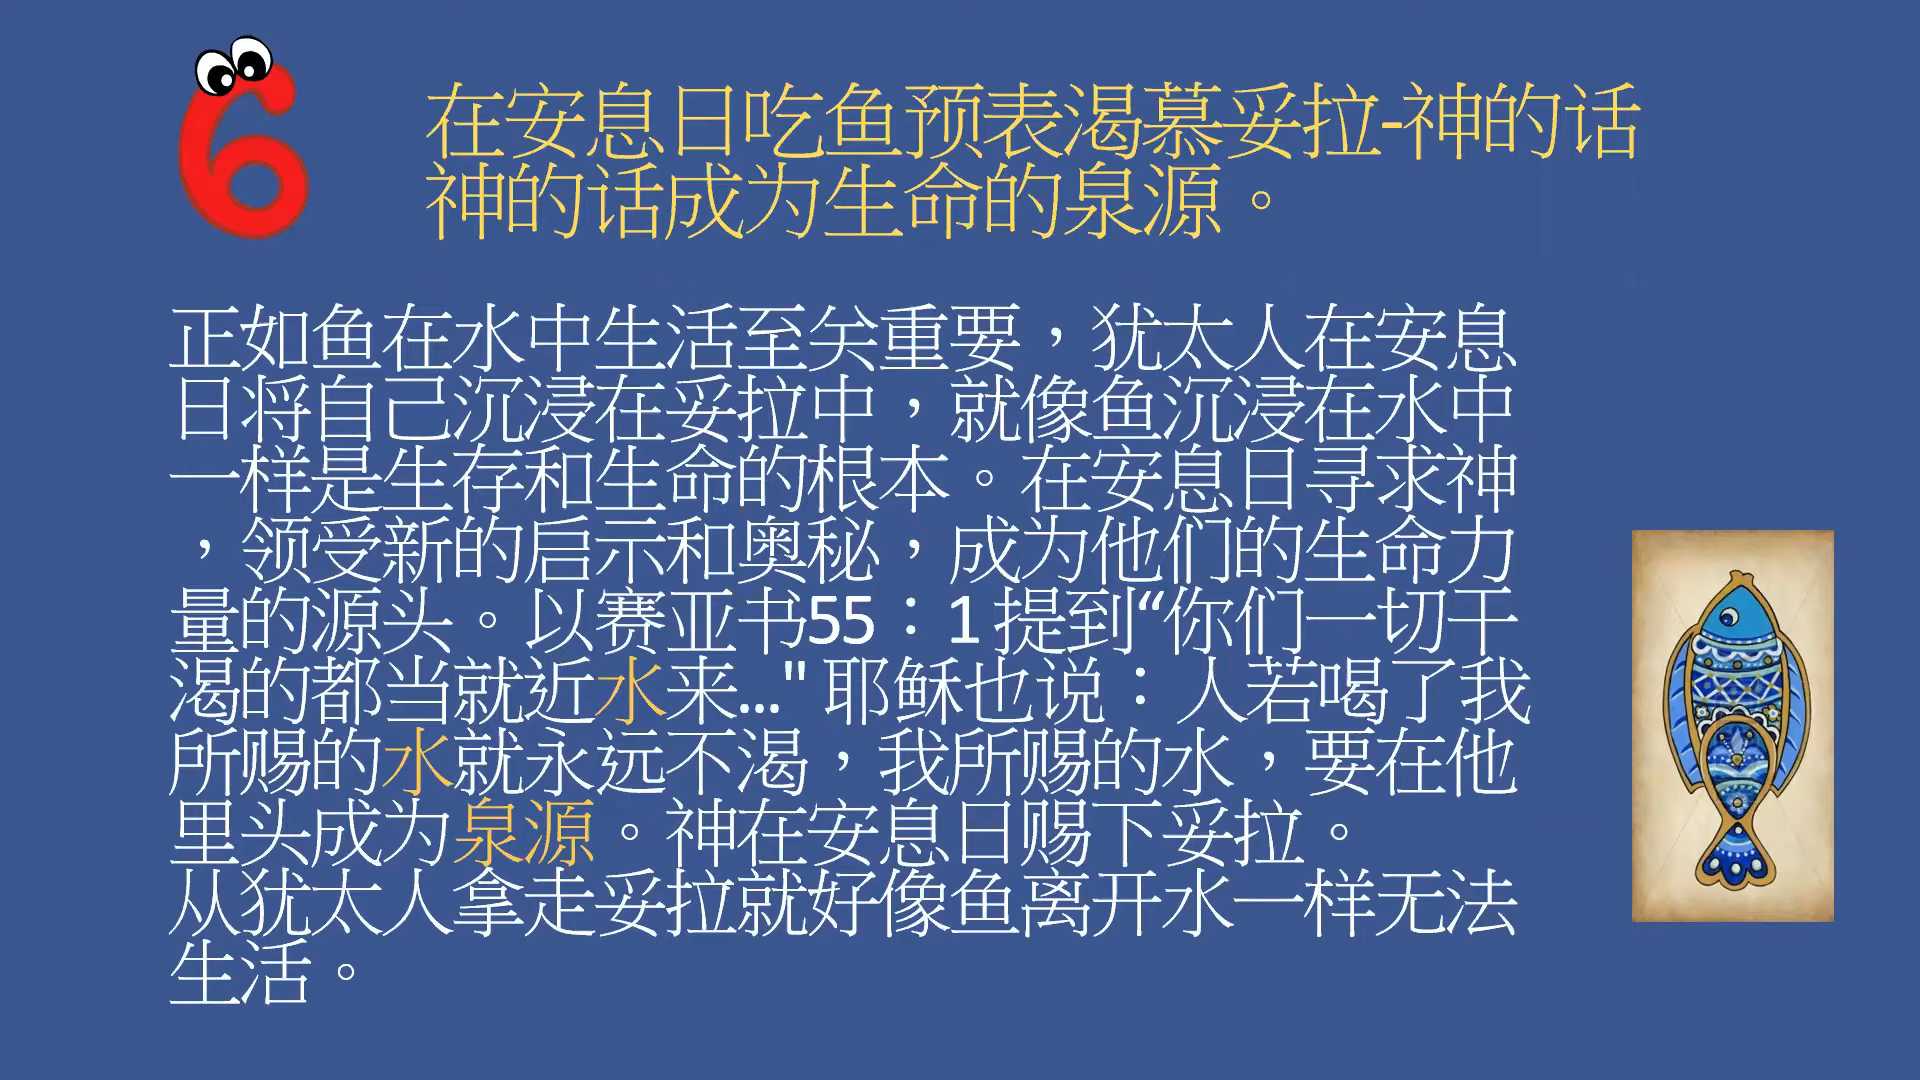 6
在安息日吃鱼预表渴慕妥拉-神的话
神的话成为生命的泉源。
正如鱼在水中生活至关重要，犹太人在安息
日将自己沉浸在妥拉中，就像鱼沉浸在水中
一样是生存和生命的根本。在安息日寻求神
，领受新的启示和奥秘，成为他们的生命力
量的源头。以赛亚书55：1 提到“你们一切干
渴的都当就近水来..." 耶稣也说：人若喝了我
所赐的水就永远不渴，我所赐的水，要在他
里头成为泉源。神在安息日赐下妥拉。
从犹太人拿走妥拉就好像鱼离开水一样无法
生活。